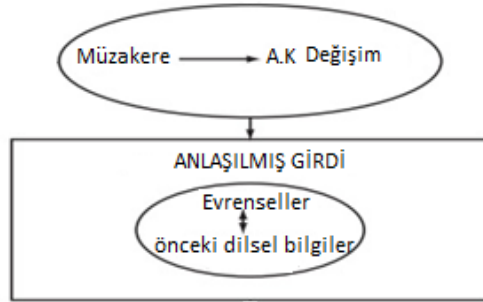 Müzakere A.K Değişim
ANLAŞILMIŞ GİRDİ
Evrenseller
önceki dilsel bilgiler